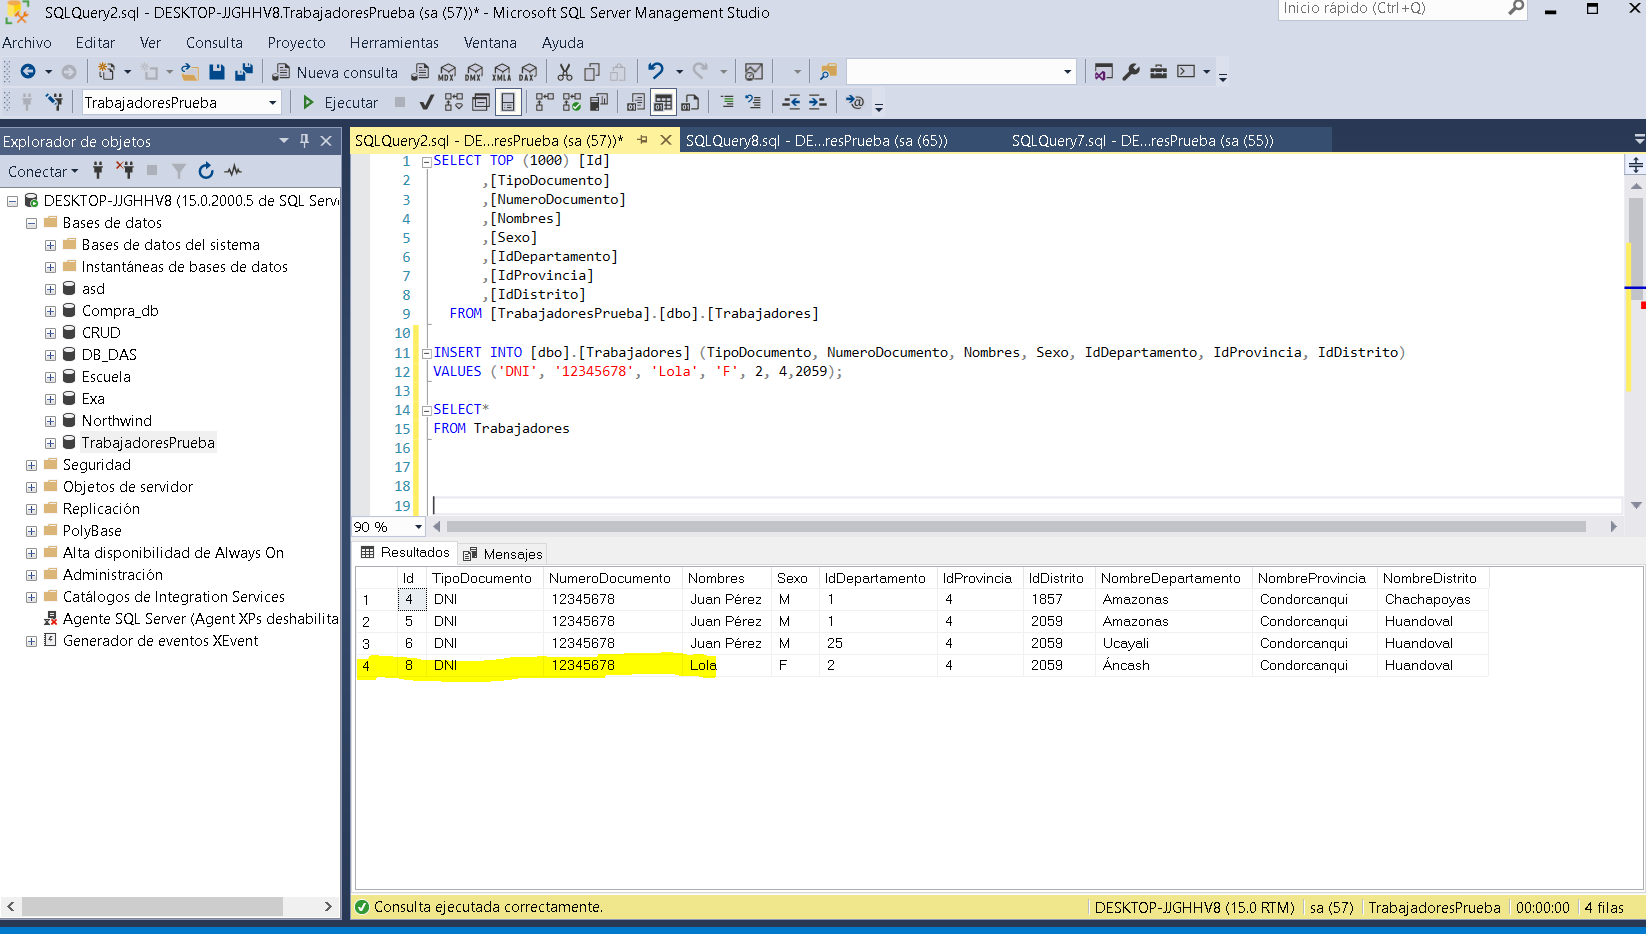 SQLQuery2.sql - DESKTOP-JJGHHV8.TrabajadoresPrueba (sa (57))* - Microsoft SQL Server Management Studio
Inicio rápido (Ctrl+Q)
Archivo Editar Ver Consulta Proyecto Herramientas Ventana Ayuda
Nueva consulta MDX DMX XMLA DAX
TrabajadoresPrueba Ejecutar
Explorador de objetos
Conectar
DESKTOP-JJGHHV8 (15.0.2000.5 de SQL Serv
Bases de datos
Bases de datos del sistema
Instantáneas de bases de datos
asd
Compra_db
CRUD
DB_DAS
Escuela
Exa
Northwind
TrabajadoresPrueba
Seguridad
Objetos de servidor
Replicación
PolyBase
Alta disponibilidad de Always On
Administración
Catálogos de Integration Services
Agente SQL Server (Agent XPs deshabilita
Generador de eventos XEvent
SQLQuery2.sql - DE...resPrueba (sa (57))* SQLQuery8.sql - DE...resPrueba (sa (65)) SQLQuery7.sql - DE...resPrueba (sa (55))
1 SELECT TOP (1000) [Id]
2 ,[TipoDocumento]
3 ,[NumeroDocumento]
4 ,[Nombres]
5 ,[Sexo]
6 ,[IdDepartamento]
7 ,[IdProvincia]
8 ,[IdDistrito]
9 FROM [TrabajadoresPrueba].[dbo].[Trabajadores]
10
11 INSERT INTO [dbo].[Trabajadores] (TipoDocumento, NumeroDocumento, Nombres, Sexo, IdDepartamento, IdProvincia, IdDistrito)
12 VALUES ('DNI', '12345678', 'Lola', 'F', 2, 4,2059);
13
14 SELECT*
15 FROM Trabajadores
16
17
18
19
90 %
Resultados Mensajes
Id TipoDocumento NumeroDocumento Nombres Sexo IdDepartamento IdProvincia IdDistrito NombreDepartamento NombreProvincia NombreDistrito
1 4 DNI 12345678 Juan Pérez M 1 4 1857 Amazonas Condorcanqui Chachapoyas
2 5 DNI 12345678 Juan Pérez M 1 4 2059 Amazonas Condorcanqui Huandoval
3 6 DNI 12345678 Juan Pérez M 25 4 2059 Ucayali Condorcanqui Huandoval
4 8 DNI 12345678 Lola F 2 4 2059 Áncash Condorcanqui Huandoval
Consulta ejecutada correctamente. DESKTOP-JJGHHV8 (15.0 RTM) sa (57) TrabajadoresPrueba 00:00:00 4 filas